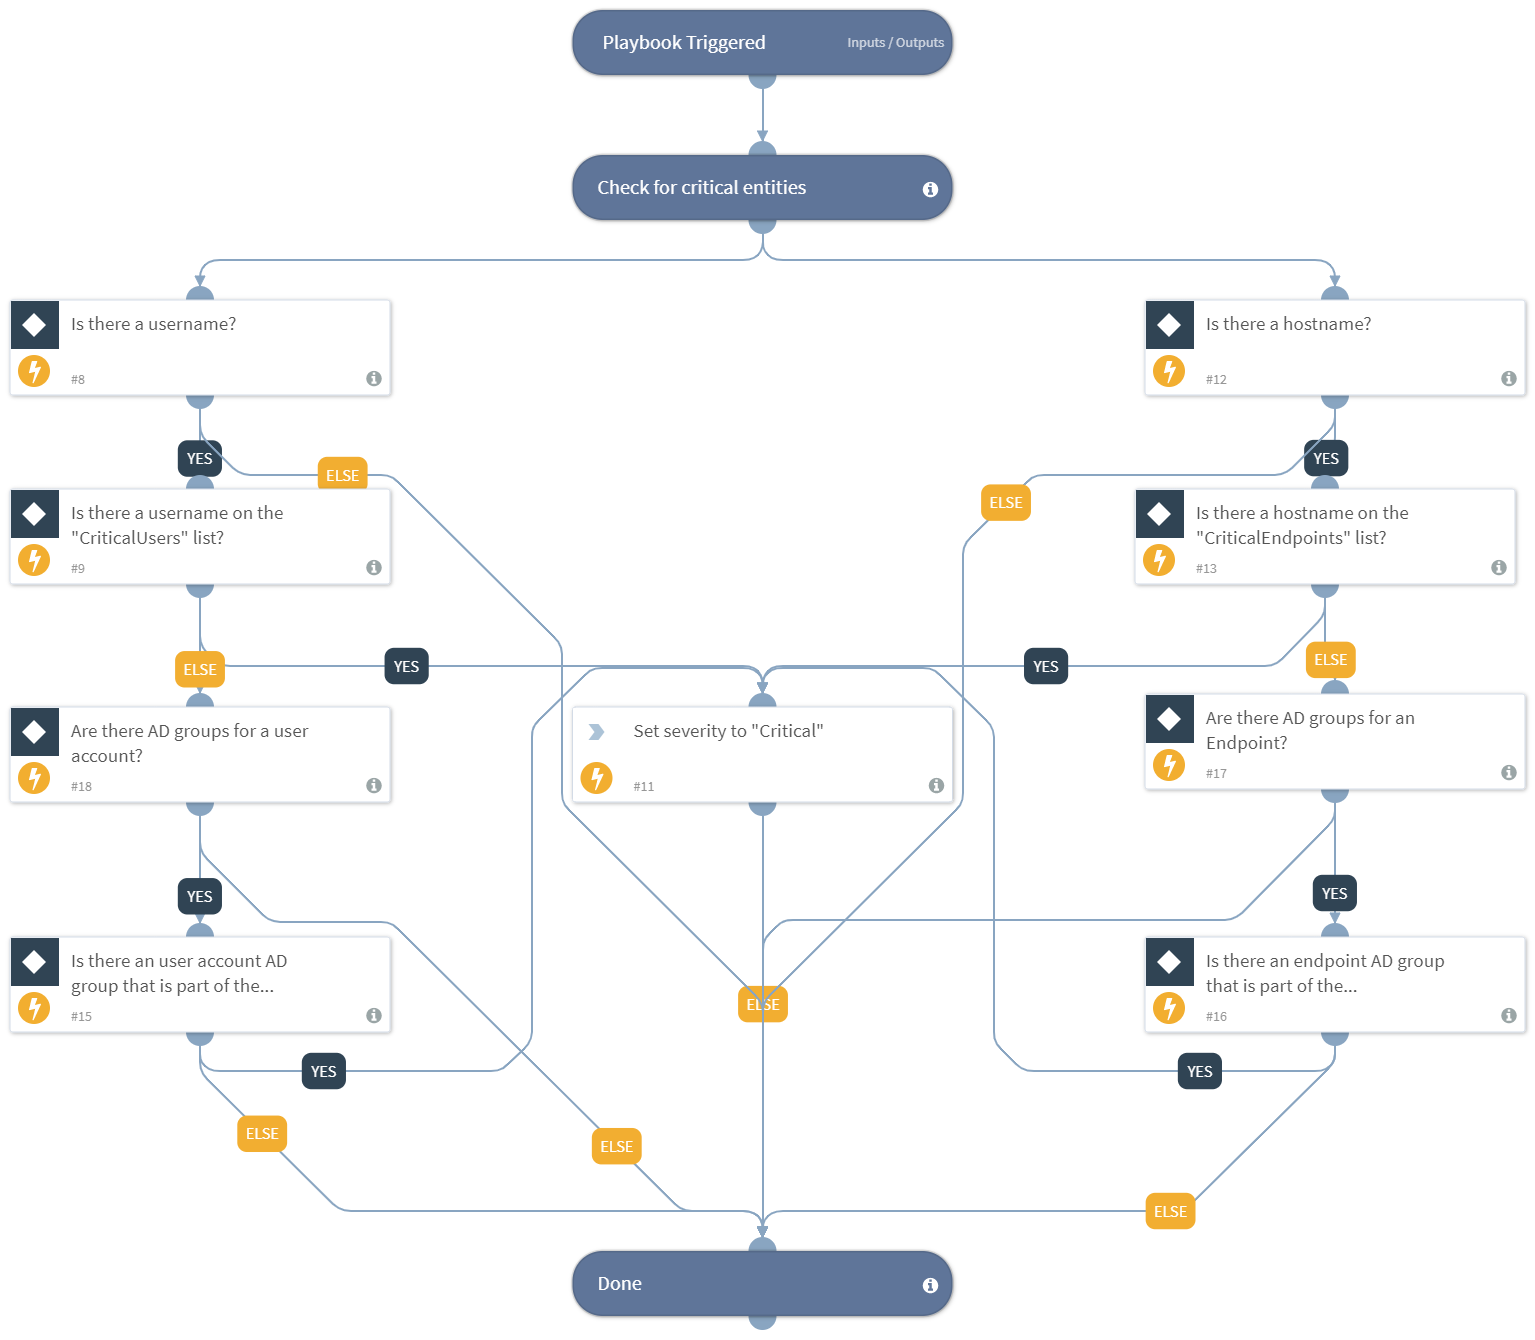 Playbook Triggered
Inputs / Outputs
Check for critical entities
Is there a username?
#8
Is there a hostname?
#12
YES
ELSE
YES
ELSE
Is there a username on the
"CriticalUsers" list?
#9
Is there a hostname on the
"CriticalEndpoints" list?
#13
ELSE
YES
YES
ELSE
Are there AD groups for a user
account?
#18
Set severity to "Critical"
#11
Are there AD groups for an
Endpoint?
#17
YES
YES
Is there an user account AD
group that is part of the...
#15
ELSE
Is there an endpoint AD group
that is part of the...
#16
YES
YES
ELSE
ELSE
ELSE
Done